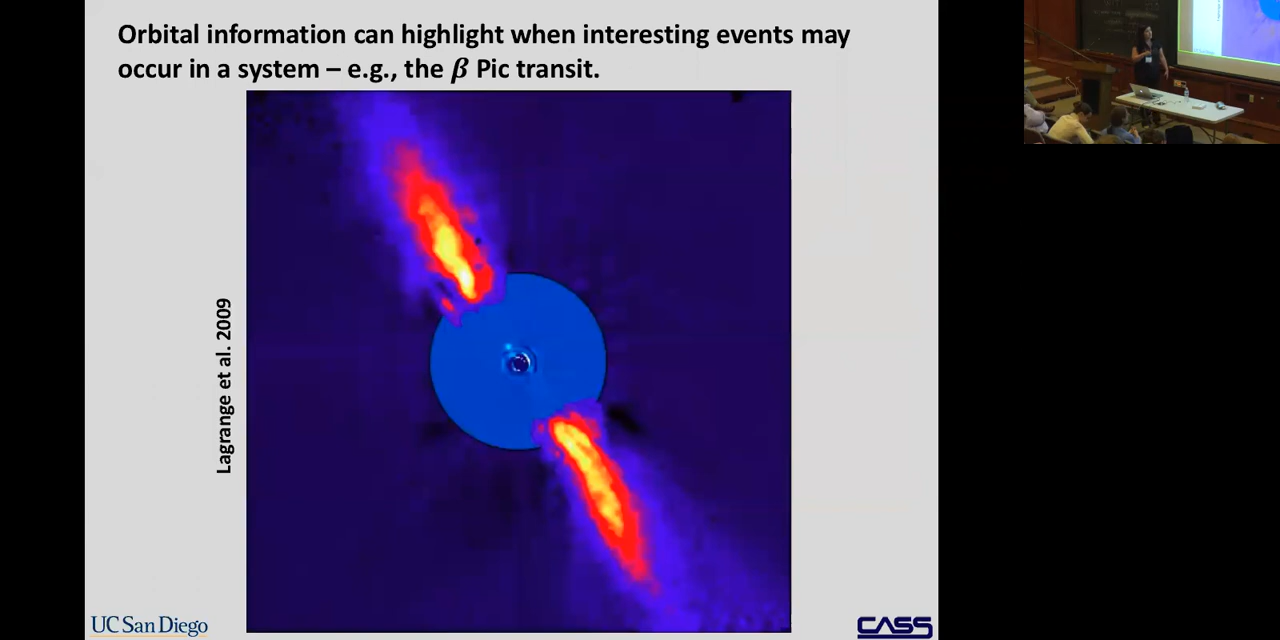 Orbital information can highlight when interesting events may
occur in a system – e.g., the β Pic transit.
Lagrange et al. 2009
UC San Diego
CASS